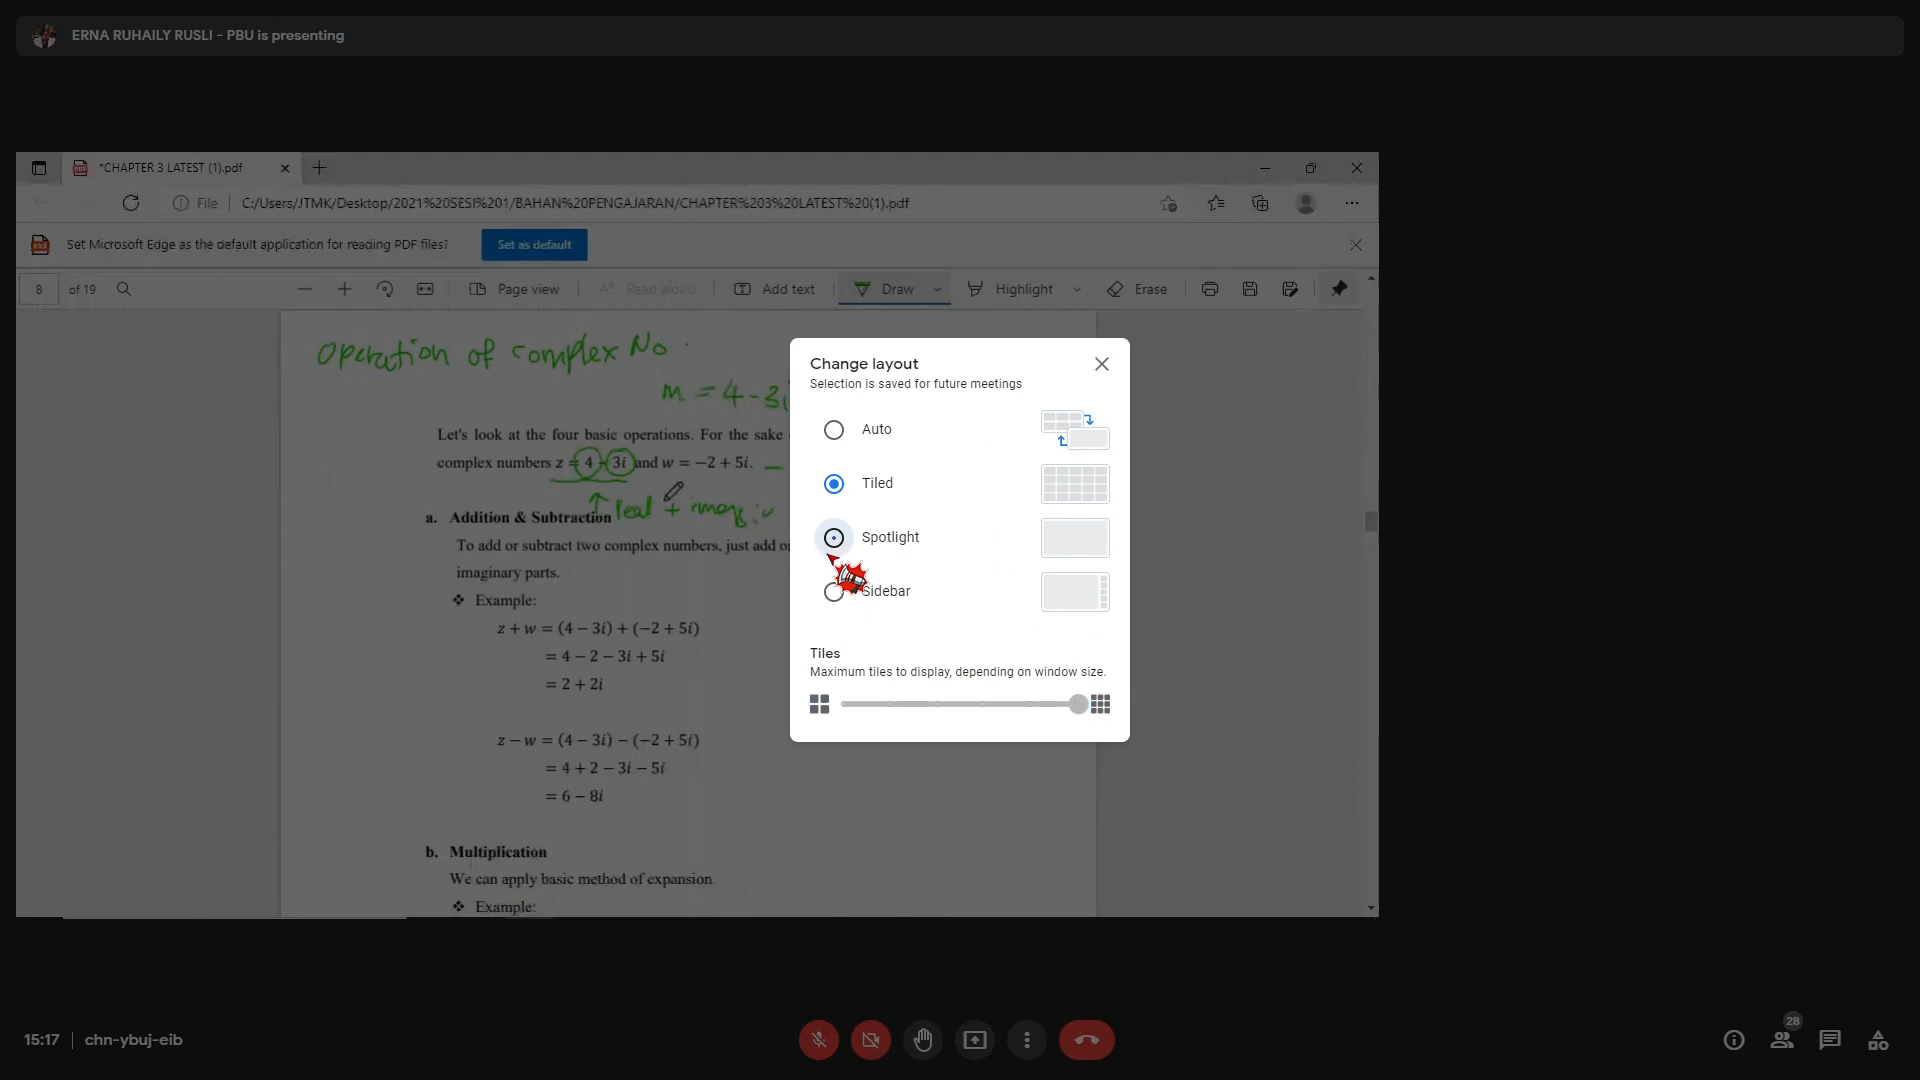 ERNA RUHAILY RUSLI - PBU is presenting
*CHAPTER 3 LATEST (1).pdf
File
C:/Users/JTMK/Desktop/2021%20SESI%201/BAHAN%20PENGAJARAN/CHAPTER%203%20LATEST%20(1).pdf
Set Microsoft Edge as the default application for reading PDF files?
Set as default
8 of 19
Page view
Read aloud
Add text
Draw
Highlight
Erase
Operation of complex No
m = 4 - 3i
Let's look at the four basic operations. For the sake
complex numbers z = 4 - 3i and w = −2 + 5i.
↑ Real + imag
a. Addition & Subtraction
To add or subtract two complex numbers, just add
imaginary parts.
❖ Example:
z + w = (4 − 3i) + (−2 + 5i)
= 4 − 2 − 3i + 5i
= 2 + 2i
z − w = (4 − 3i) − (−2 + 5i)
= 4 + 2 − 3i − 5i
= 6 − 8i
b. Multiplication
We can apply basic method of expansion.
❖ Example:
Change layout
Selection is saved for future meetings
Auto
Tiled
Spotlight
Sidebar
Tiles
Maximum tiles to display, depending on window size.
15:17 | chn-ybuj-eib
28